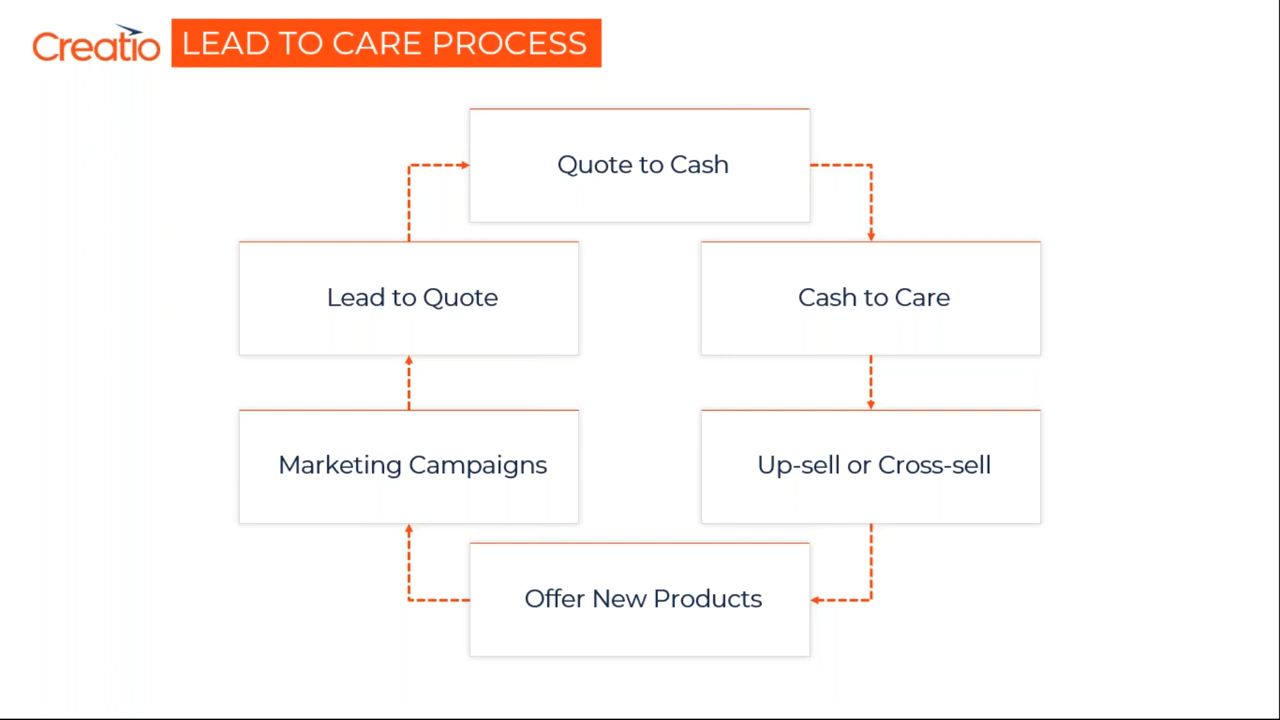 Creatio LEAD TO CARE PROCESS
Quote to Cash
Lead to Quote
Cash to Care
Marketing Campaigns
Up-sell or Cross-sell
Offer New Products